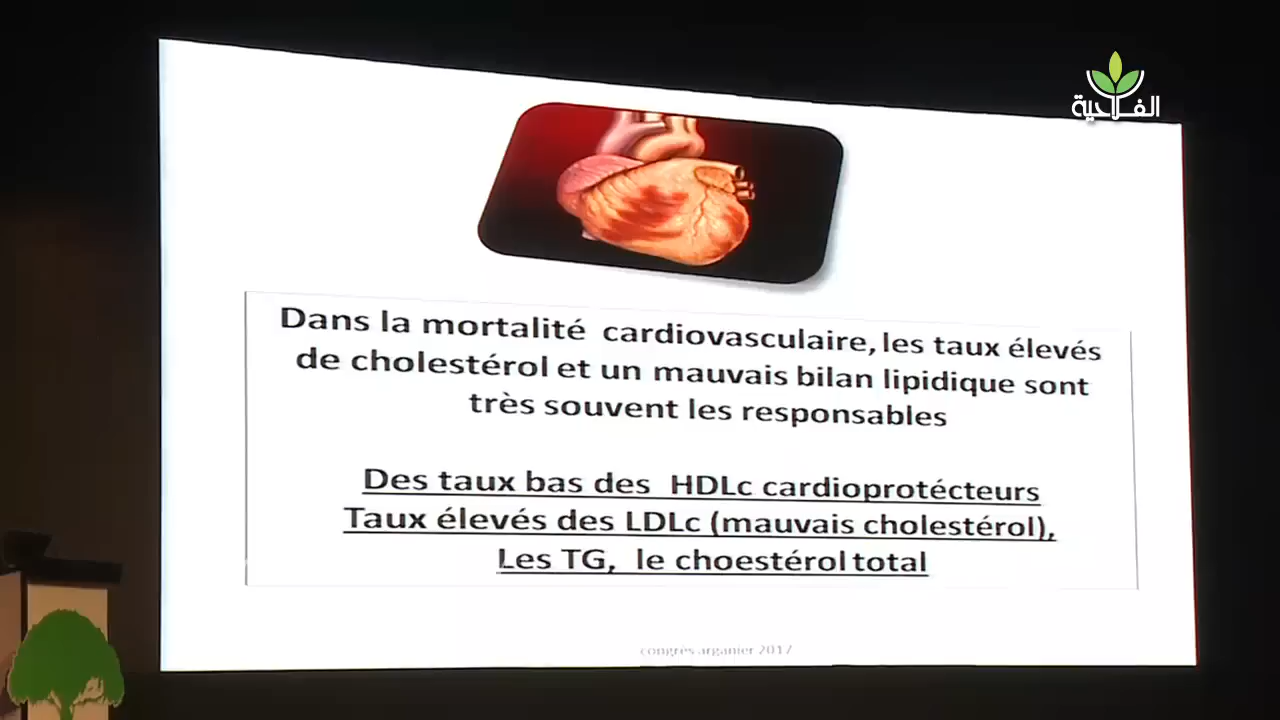 الفلاحية
Dans la mortalité cardiovasculaire, les taux élevés
de cholestérol et un mauvais bilan lipidique sont
très souvent les responsables
Des taux bas des HDLc cardioprotécteurs
Taux élevés des LDLc (mauvais cholestérol),
Les TG, le choestérol total
congrès arganier 2017